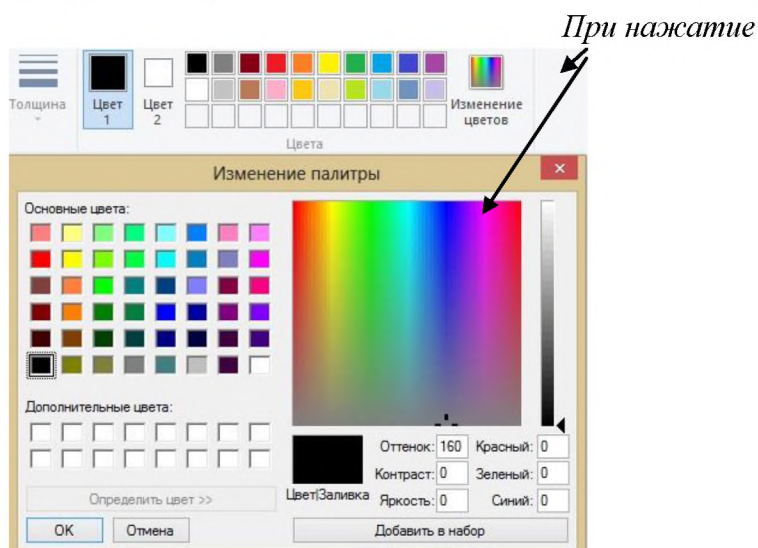 При нажатие
Толщина
Цвет
1
Цвет
2
Изменение
цветов
Цвета
Изменение палитры
Основные цвета:
Дополнительные цвета:
Определить цвет >>
OK Отмена
Цвет|Заливка
Оттенок: 160 Красный: 0
Контраст: 0 Зеленый: 0
Яркость: 0 Синий: 0
Добавить в набор